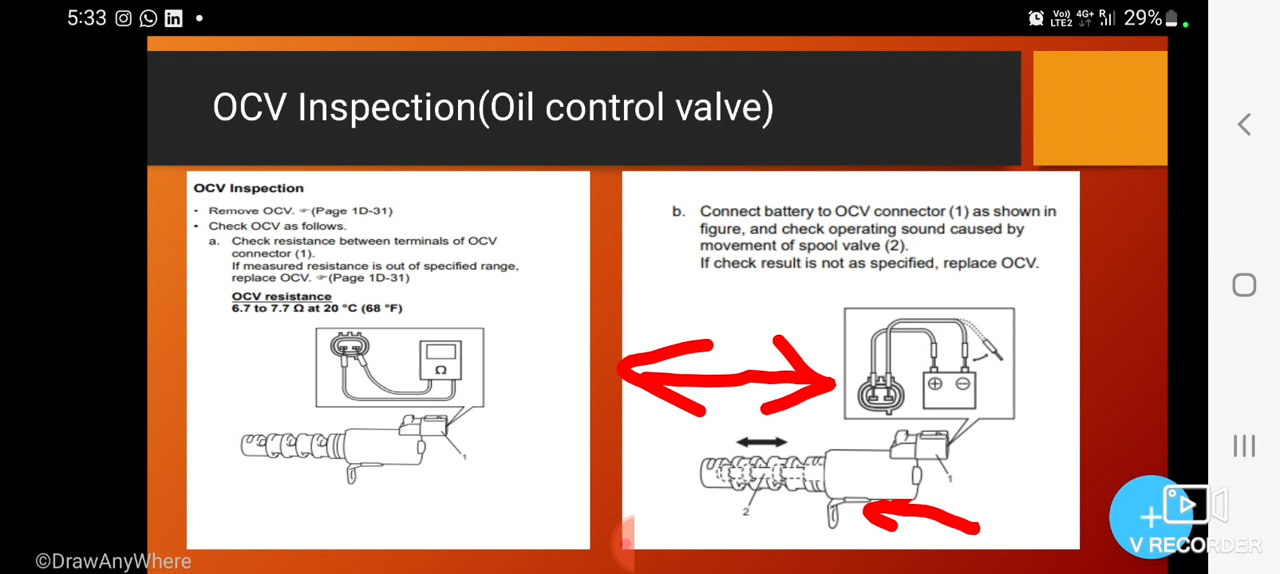 5:33
Vo)) 4G+ R 29%
LTE2
OCV Inspection(Oil control valve)
OCV Inspection
• Remove OCV. ☞(Page 1D-31)
• Check OCV as follows.
a. Check resistance between terminals of OCV
connector (1).
If measured resistance is out of specified range,
replace OCV. ☞(Page 1D-31)
OCV resistance
6.7 to 7.7 Ω at 20 °C (68 °F)
Ω
1
b. Connect battery to OCV connector (1) as shown in
figure, and check operating sound caused by
movement of spool valve (2).
If check result is not as specified, replace OCV.
+ −
1
2
V RECORDER
©DrawAnyWhere